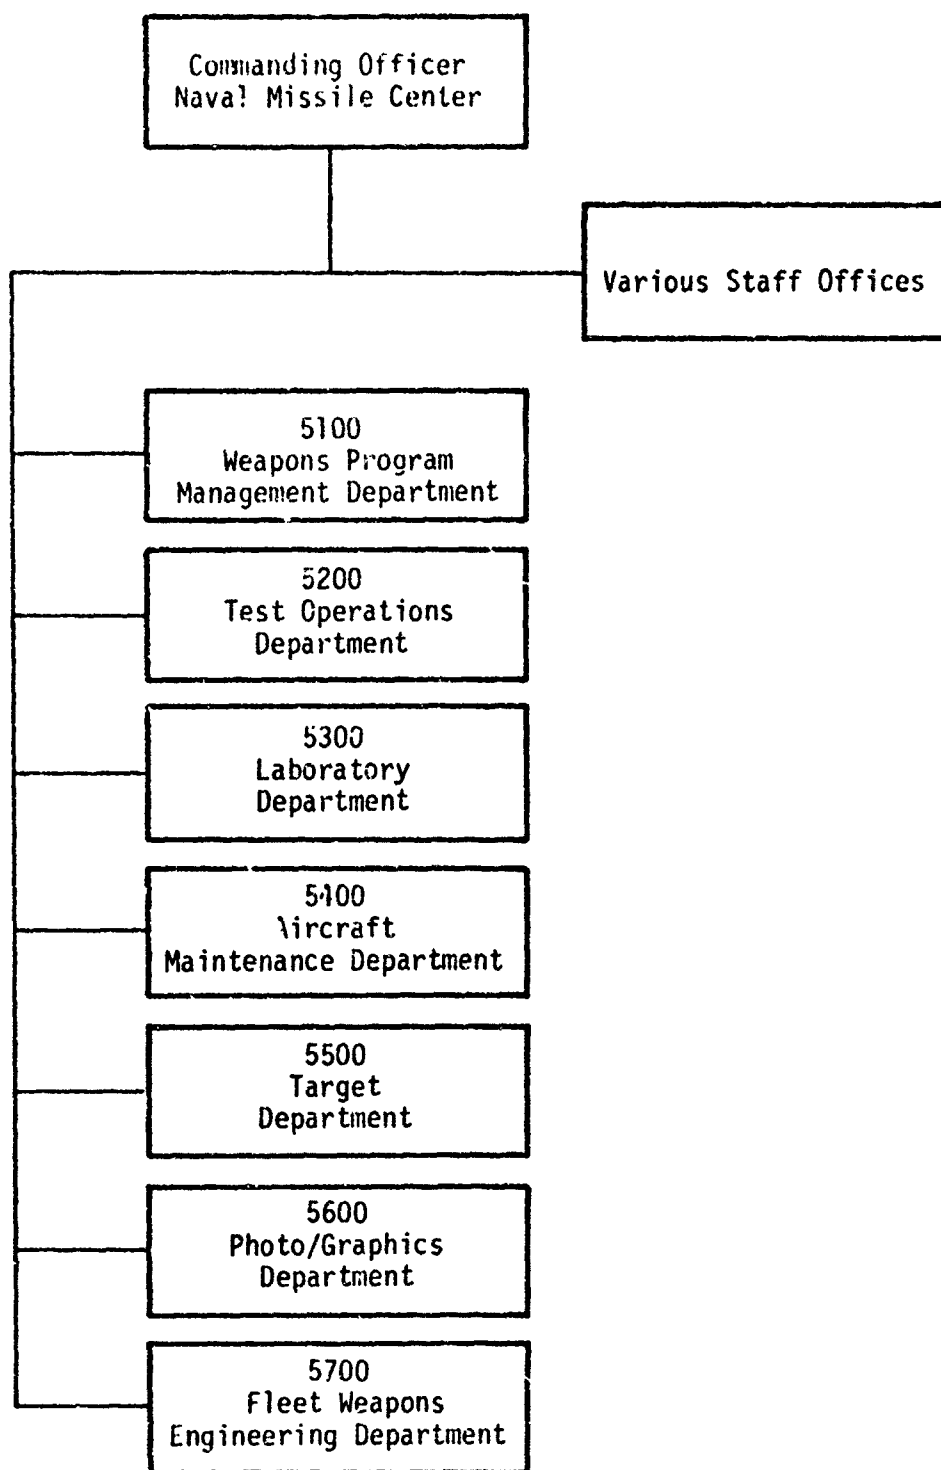 Commanding Officer
Naval Missile Center
Various Staff Offices
5100
Weapons Program
Management Department
5200
Test Operations
Department
5300
Laboratory
Department
5400
Aircraft
Maintenance Department
5500
Target
Department
5600
Photo/Graphics
Department
5700
Fleet Weapons
Engineering Department